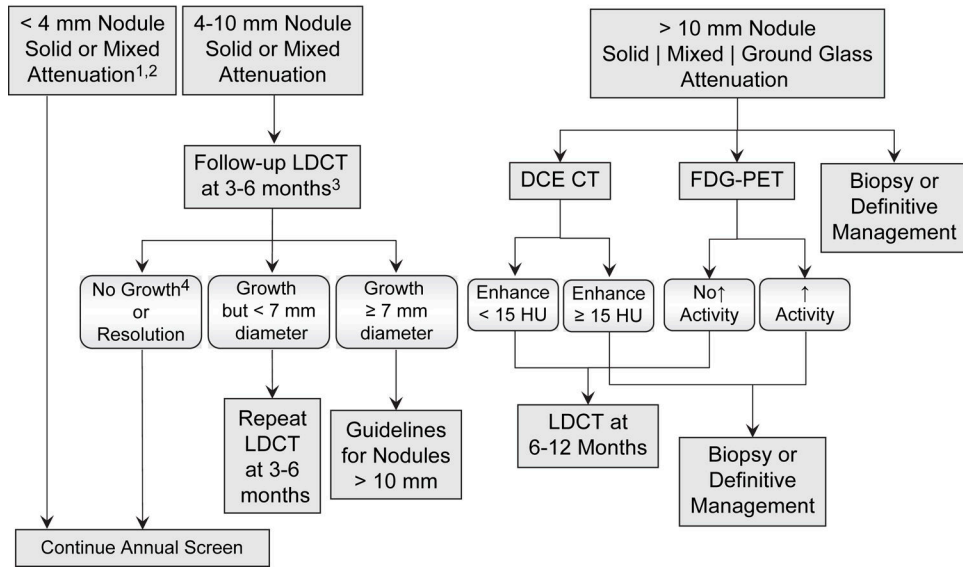 < 4 mm Nodule
Solid or Mixed
Attenuation1,2
4-10 mm Nodule
Solid or Mixed
Attenuation
> 10 mm Nodule
Solid | Mixed | Ground Glass
Attenuation
Follow-up LDCT
at 3-6 months3
DCE CT
FDG-PET
Biopsy or
Definitive
Management
No Growth4
or
Resolution
Growth
but < 7 mm
diameter
Growth
≥ 7 mm
diameter
Enhance
< 15 HU
Enhance
≥ 15 HU
No↑
Activity
↑
Activity
Repeat
LDCT
at 3-6
months
Guidelines
for Nodules
> 10 mm
LDCT at
6-12 Months
Biopsy or
Definitive
Management
Continue Annual Screen